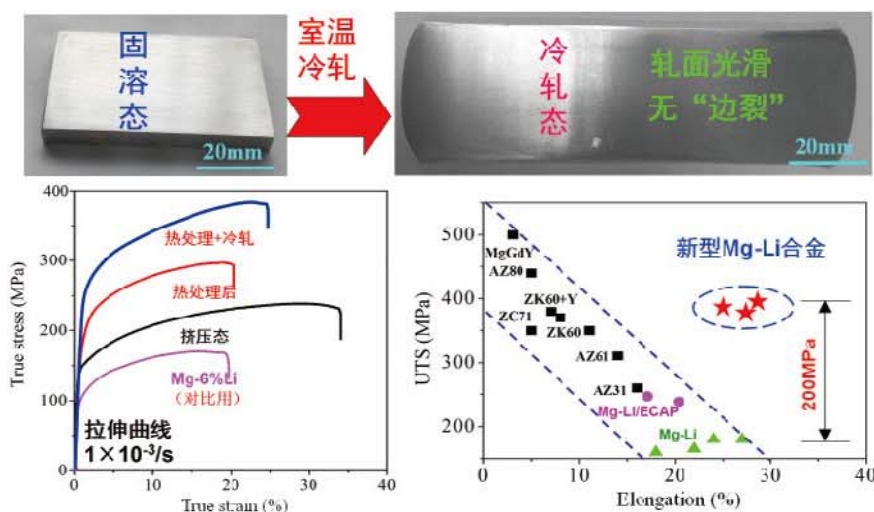 固溶态
20mm
室温
冷轧
冷轧态
轧面光滑
无“边裂”
20mm
400
300
200
100
0
0
10
20
30
40
True stress (MPa)
True strain (%)
热处理+冷轧
热处理后
挤压态
Mg-6%Li
(对比用)
拉伸曲线
1×10⁻³/s
500
450
400
350
300
250
200
0
10
20
30
40
UTS (MPa)
Elongation (%)
MgGdY
AZ80
ZK60+Y
ZC71
ZK60
AZ61
AZ31
Mg-Li/ECAP
Mg-Li
新型Mg-Li合金
200MPa